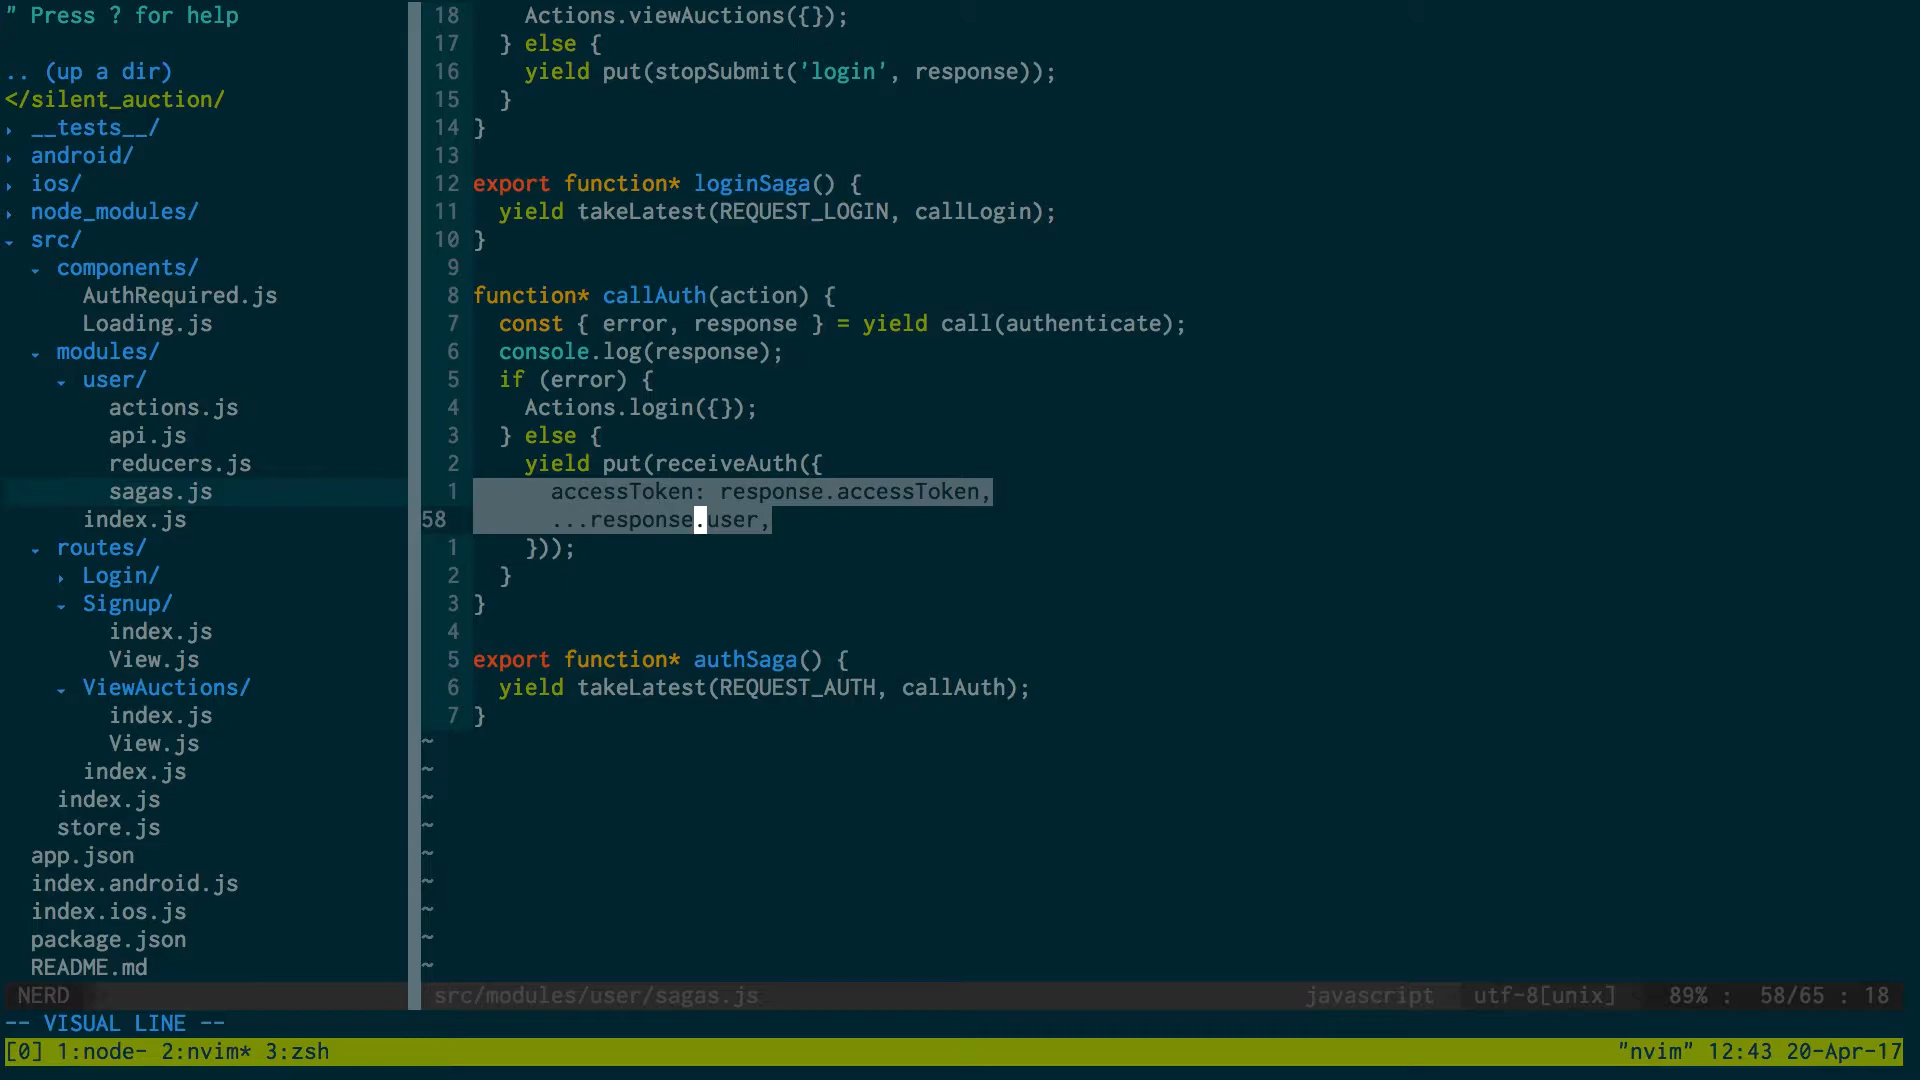 " Press ? for help
.. (up a dir)
</silent_auction/
▸ __tests__/
▸ android/
▸ ios/
▸ node_modules/
▾ src/
▾ components/
AuthRequired.js
Loading.js
▾ modules/
▾ user/
actions.js
api.js
reducers.js
sagas.js
index.js
▾ routes/
▸ Login/
▾ Signup/
index.js
View.js
▾ ViewAuctions/
index.js
View.js
index.js
index.js
store.js
app.json
index.android.js
index.ios.js
package.json
README.md
NERD
18 Actions.viewAuctions({});
17 } else {
16 yield put(stopSubmit('login', response));
15 }
14 }
13
12 export function* loginSaga() {
11 yield takeLatest(REQUEST_LOGIN, callLogin);
10 }
9
8 function* callAuth(action) {
7 const { error, response } = yield call(authenticate);
6 console.log(response);
5 if (error) {
4 Actions.login({});
3 } else {
2 yield put(receiveAuth({
1 accessToken: response.accessToken,
58 ...response.user,
1 }));
2 }
3 }
4
5 export function* authSaga() {
6 yield takeLatest(REQUEST_AUTH, callAuth);
7 }
~
~
~
~
~
~
~
~
~
src/modules/user/sagas.js javascript utf-8[unix] 89% : 58/65 : 18
-- VISUAL LINE --
[0] 1:node- 2:nvim* 3:zsh "nvim" 12:43 20-Apr-17